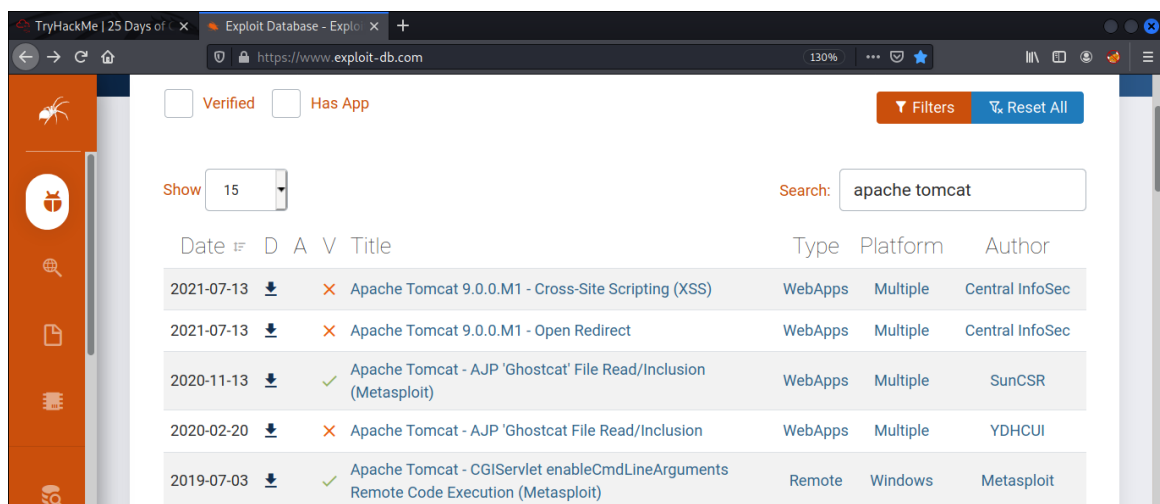 TryHackMe | 25 Days of C
Exploit Database - Exploi
https://www.exploit-db.com
130%
Verified
Has App
Filters
Reset All
Show
15
Search:
apache tomcat
Date D A V Title Type Platform Author
2021-07-13 Apache Tomcat 9.0.0.M1 - Cross-Site Scripting (XSS) WebApps Multiple Central InfoSec
2021-07-13 Apache Tomcat 9.0.0.M1 - Open Redirect WebApps Multiple Central InfoSec
2020-11-13 Apache Tomcat - AJP 'Ghostcat' File Read/Inclusion
(Metasploit) WebApps Multiple SunCSR
2020-02-20 Apache Tomcat - AJP 'Ghostcat File Read/Inclusion WebApps Multiple YDHCUI
2019-07-03 Apache Tomcat - CGIServlet enableCmdLineArguments
Remote Code Execution (Metasploit) Remote Windows Metasploit